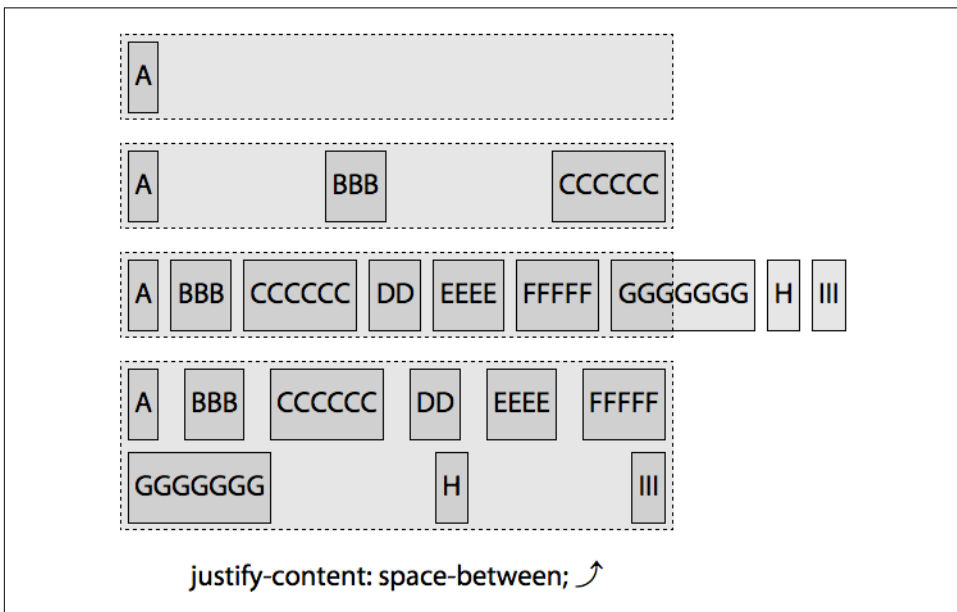 A
A BBB CCCCCC
A BBB CCCCCC DD EEEE FFFFF GGGGGGG H III
A BBB CCCCCC DD EEEE FFFFF
GGGGGGG H III
justify-content: space-between;